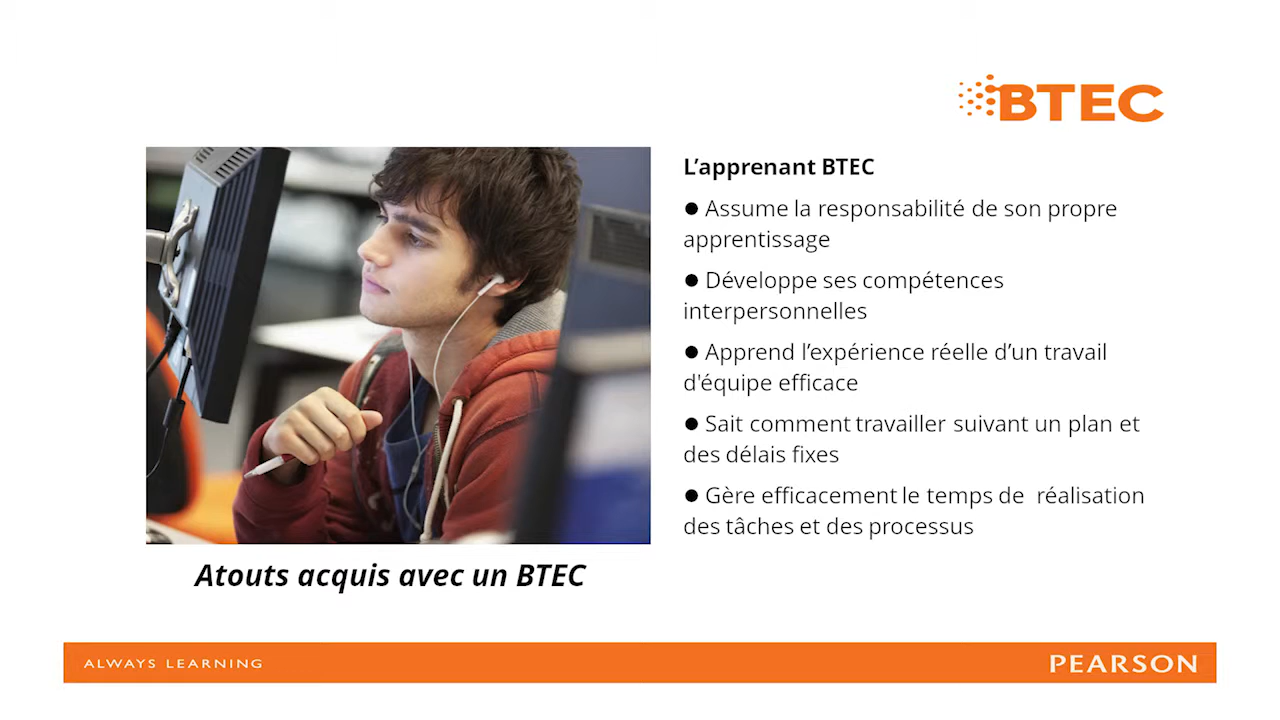 BTEC
L’apprenant BTEC
● Assume la responsabilité de son propre
apprentissage
● Développe ses compétences
interpersonnelles
● Apprend l’expérience réelle d’un travail
d'équipe efficace
● Sait comment travailler suivant un plan et
des délais fixes
● Gère efficacement le temps de réalisation
des tâches et des processus
Atouts acquis avec un BTEC
ALWAYS LEARNING
PEARSON